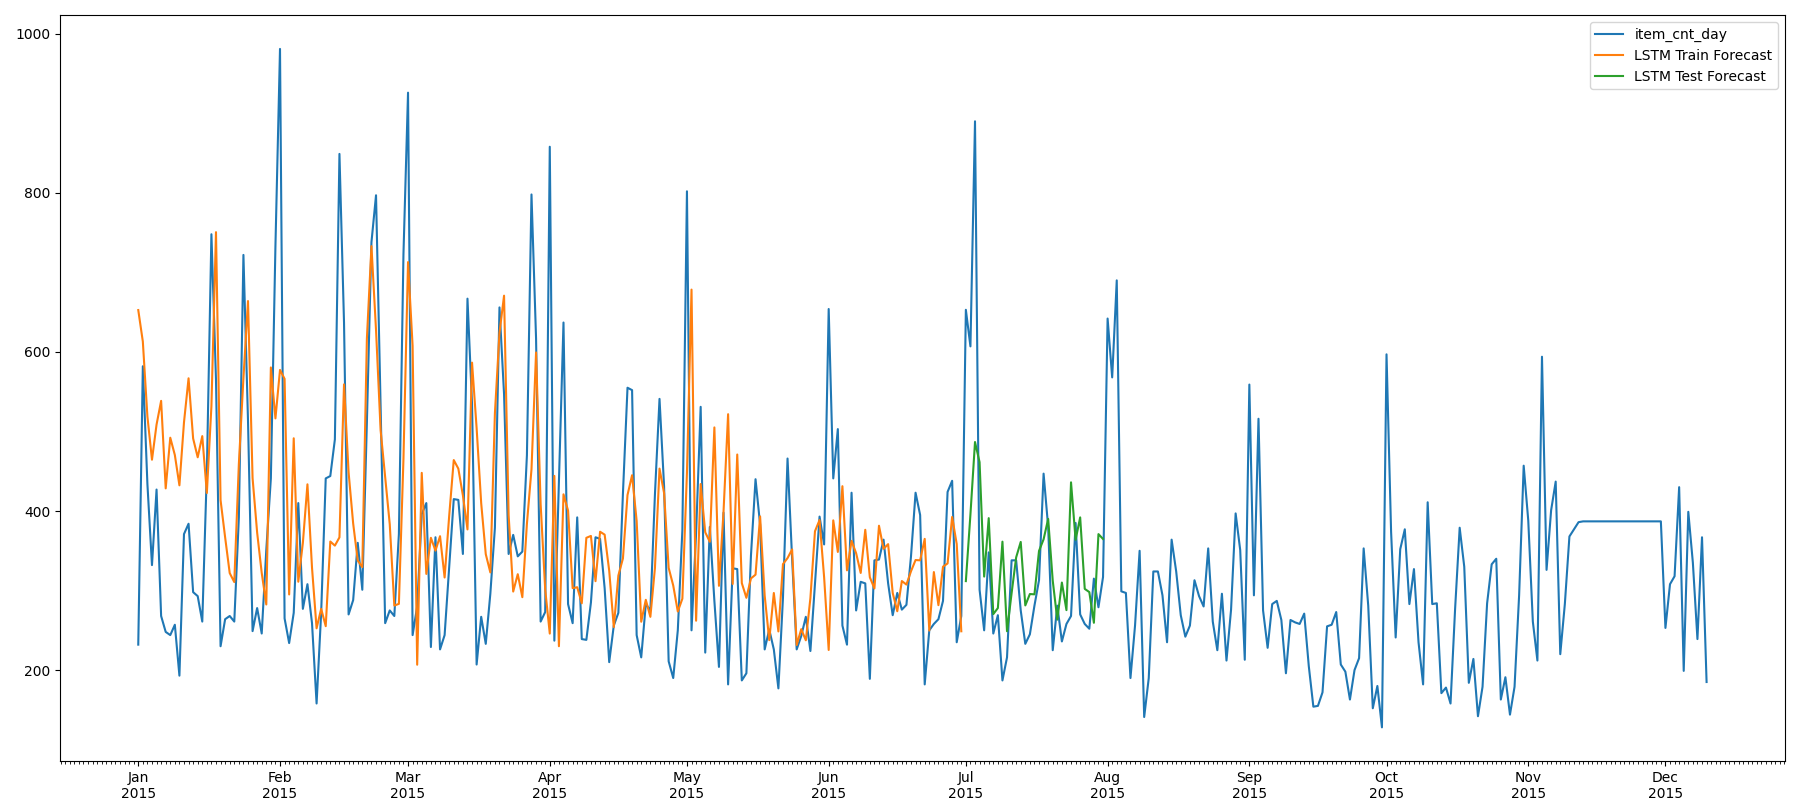 1000
800
600
400
200
item_cnt_day
LSTM Train Forecast
LSTM Test Forecast
Jan Feb Mar Apr May Jun Jul Aug Sep Oct Nov Dec
2015 2015 2015 2015 2015 2015 2015 2015 2015 2015 2015 2015